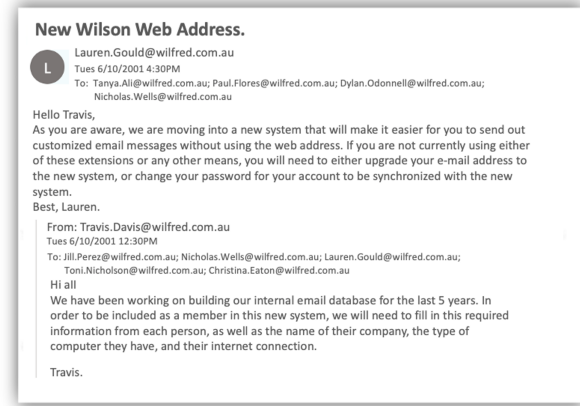 New Wilson Web Address.
L
Lauren.Gould@wilfred.com.au
Tues 6/10/2001 4:30PM
To: Tanya.Ali@wilfred.com.au; Paul.Flores@wilfred.com.au; Dylan.Odonnell@wilfred.com.au;
Nicholas.Wells@wilfred.com.au
Hello Travis,
As you are aware, we are moving into a new system that will make it easier for you to send out
customized email messages without using the web address. If you are not currently using either
of these extensions or any other means, you will need to either upgrade your e-mail address to
the new system, or change your password for your account to be synchronized with the new
system.
Best, Lauren.
From: Travis.Davis@wilfred.com.au
Tues 6/10/2001 12:30PM
To: Jill.Perez@wilfred.com.au; Nicholas.Wells@wilfred.com.au; Lauren.Gould@wilfred.com.au;
Toni.Nicholson@wilfred.com.au; Christina.Eaton@wilfred.com.au
Hi all
We have been working on building our internal email database for the last 5 years. In
order to be included as a member in this new system, we will need to fill in this required
information from each person, as well as the name of their company, the type of
computer they have, and their internet connection.
Travis.